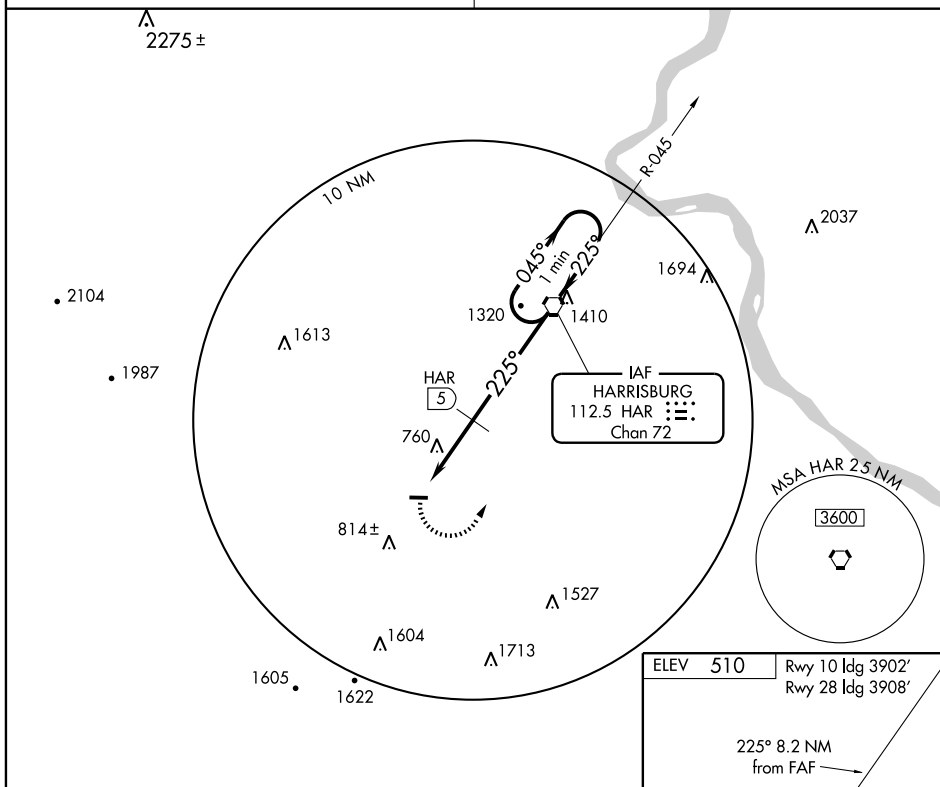 2275 ±
10 NM
R-045
2037
045°
1 min
225°
1694
2104
1320
1410
1613
1987
225°
HAR
5
IAF
HARRISBURG
112.5 HAR
Chan 72
760
MSA HAR 25 NM
3600
814 ±
1527
1604
1713
1605
1622
ELEV 510
Rwy 10 ldg 3902'
Rwy 28 ldg 3908'
225° 8.2 NM
from FAF